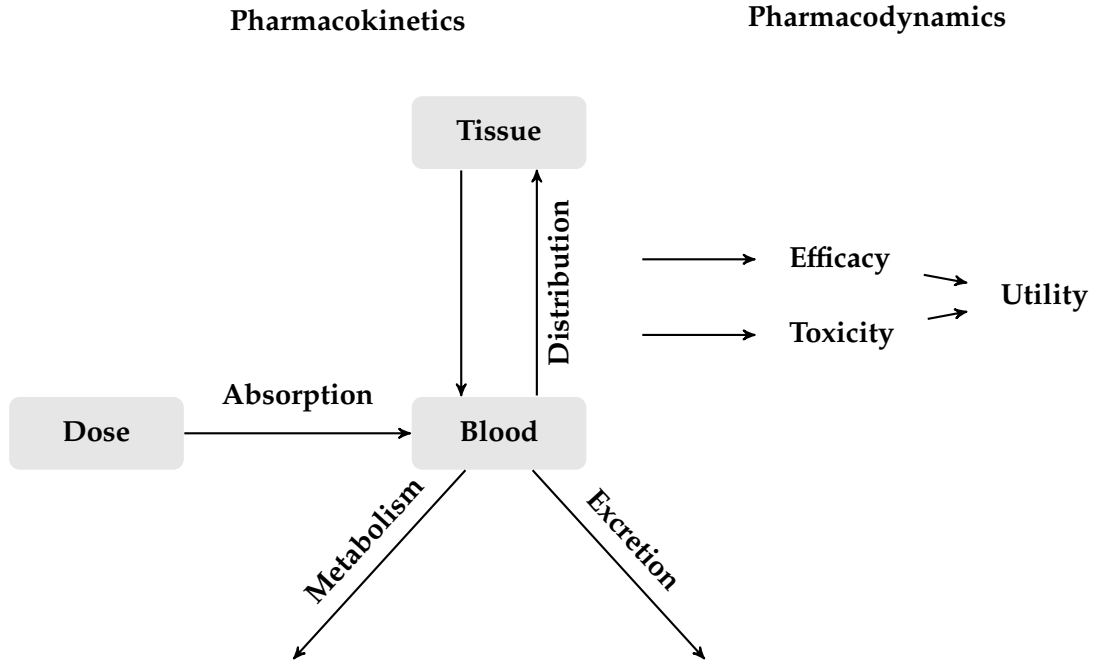 Pharmacokinetics
Pharmacodynamics
Tissue
Distribution
Efficacy
Utility
Toxicity
Absorption
Dose
Blood
Metabolism
Excretion